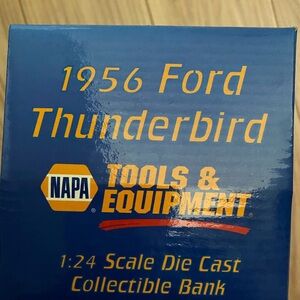 1956 Ford
Thunderbird
NAPA
TOOLS &
EQUIPMENT
1:24 Scale Die Cast
Collectible Bank